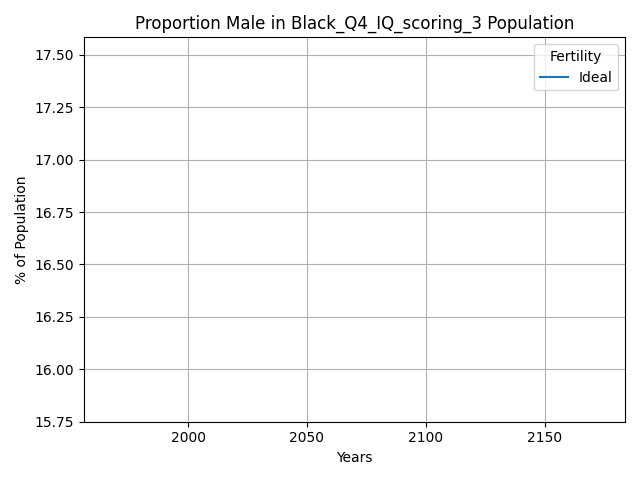 Proportion Male in Black_Q4_IQ_scoring_3 Population
17.50
17.25
17.00
16.75
16.50
16.25
16.00
15.75
% of Population
Fertility
Ideal
2000 2050 2100 2150
Years